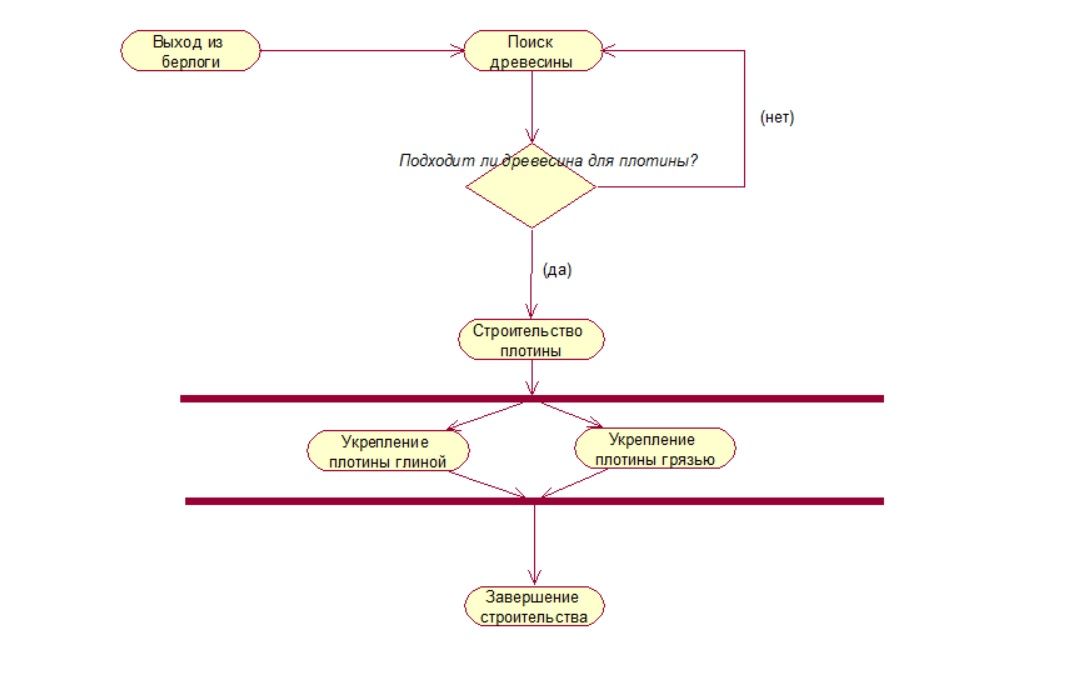 Выход из
берлоги
Поиск
древесины
(нет)
Подходит ли древесина для плотины?
(да)
Строительство
плотины
Укрепление
плотины глиной
Укрепление
плотины грязью
Завершение
строительства